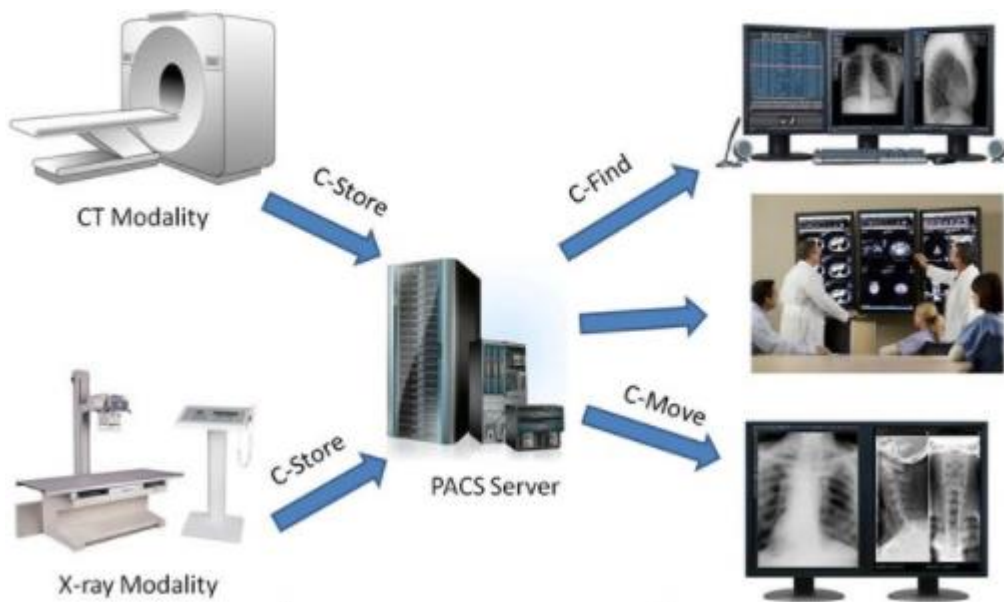 CT Modality
C-Store
C-Find
C-Move
C-Store
PACS Server
X-ray Modality